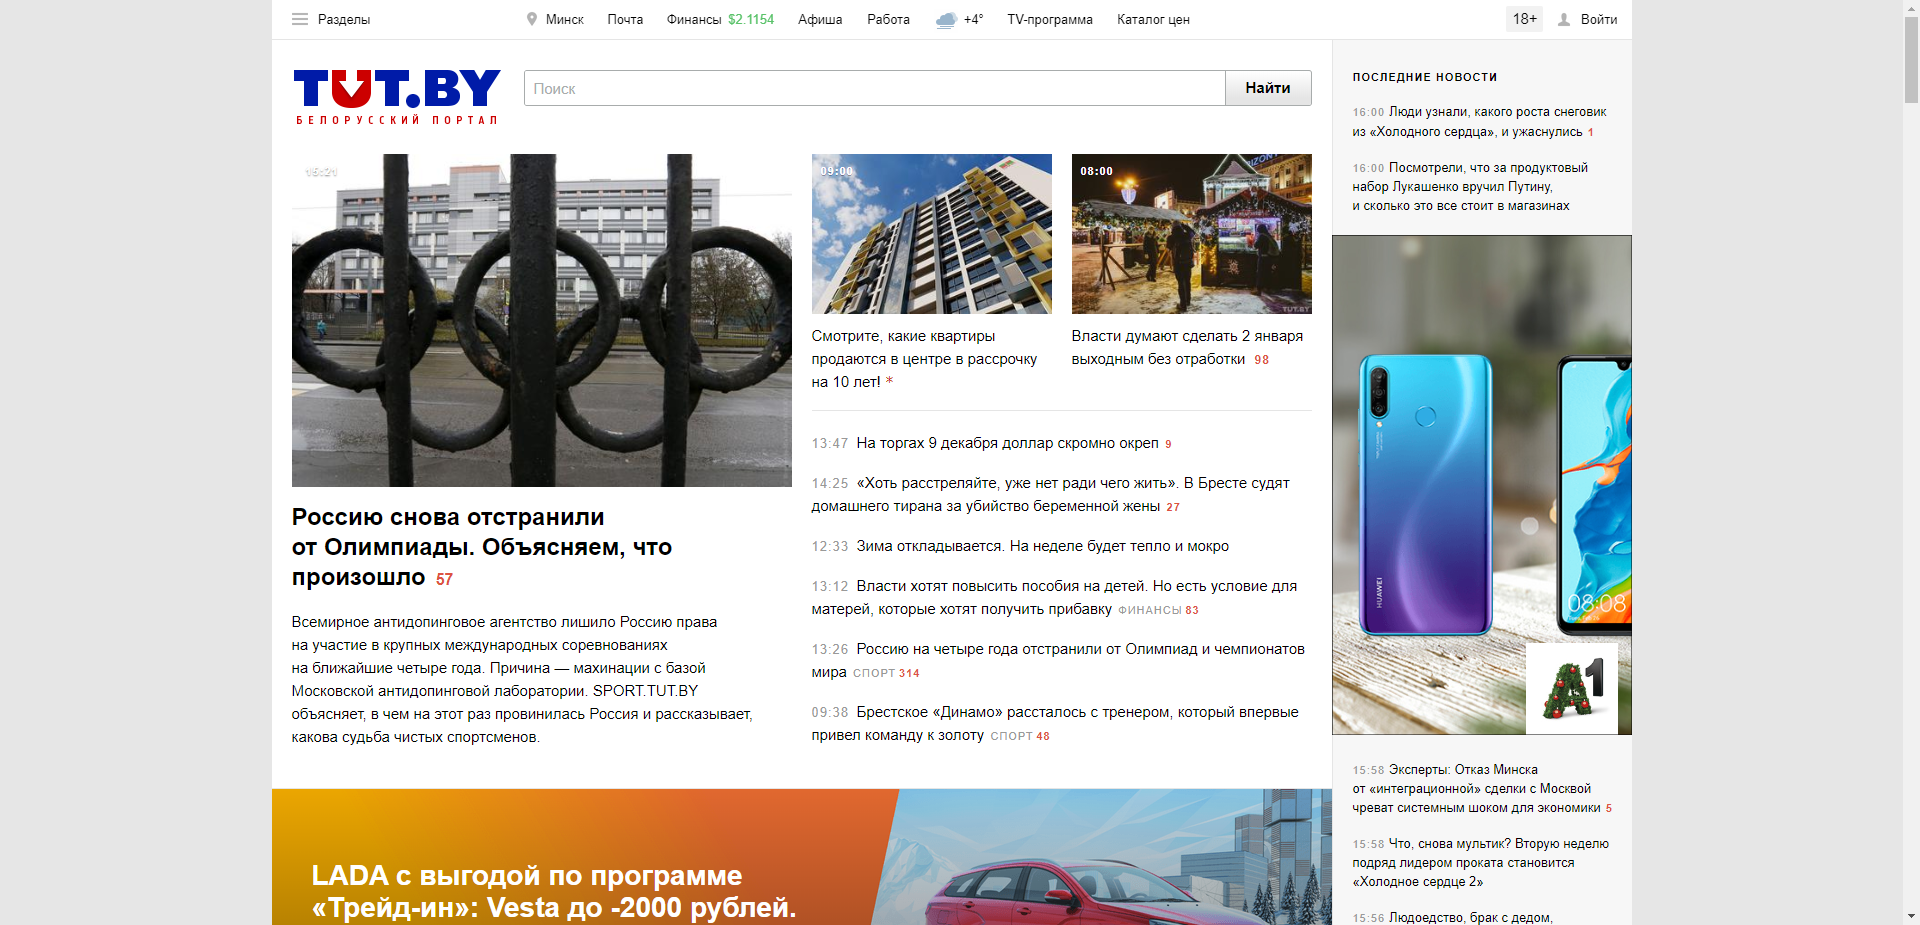 Разделы
Минск
Почта
Финансы $2.1154
Афиша
Работа
+4°
TV-программа
Каталог цен
18+
Войти
TUT.BY
БЕЛОРУССКИЙ ПОРТАЛ
Поиск
Найти
15:21
Россию снова отстранили
от Олимпиады. Объясняем, что
произошло 57
Всемирное антидопинговое агентство лишило Россию права
на участие в крупных международных соревнованиях
на ближайшие четыре года. Причина — махинации с базой
Московской антидопинговой лаборатории. SPORT.TUT.BY
объясняет, в чем на этот раз провинилась Россия и рассказывает,
какова судьба чистых спортсменов.
09:00
Смотрите, какие квартиры
продаются в центре в рассрочку
на 10 лет! *
08:00
TUT.BY
Власти думают сделать 2 января
выходным без отработки 98
13:47 На торгах 9 декабря доллар скромно окреп 9
14:25 «Хоть расстреляйте, уже нет ради чего жить». В Бресте судят
домашнего тирана за убийство беременной жены 27
12:33 Зима откладывается. На неделе будет тепло и мокро
13:12 Власти хотят повысить пособия на детей. Но есть условие для
матерей, которые хотят получить прибавку ФИНАНСЫ 83
13:26 Россию на четыре года отстранили от Олимпиад и чемпионатов
мира СПОРТ 314
09:38 Брестское «Динамо» рассталось с тренером, который впервые
привел команду к золоту СПОРТ 48
LADA с выгодой по программе
«Трейд-ин»: Vesta до -2000 рублей.
ПОСЛЕДНИЕ НОВОСТИ
16:00 Люди узнали, какого роста снеговик
из «Холодного сердца», и ужаснулись 1
16:00 Посмотрели, что за продуктовый
набор Лукашенко вручил Путину,
и сколько это все стоит в магазинах
HUAWEI
08:08
A1
15:58 Эксперты: Отказ Минска
от «интеграционной» сделки с Москвой
чреват системным шоком для экономики 5
15:58 Что, снова мультик? Вторую неделю
подряд лидером проката становится
«Холодное сердце 2»
15:56 Людоедство, брак с дедом,